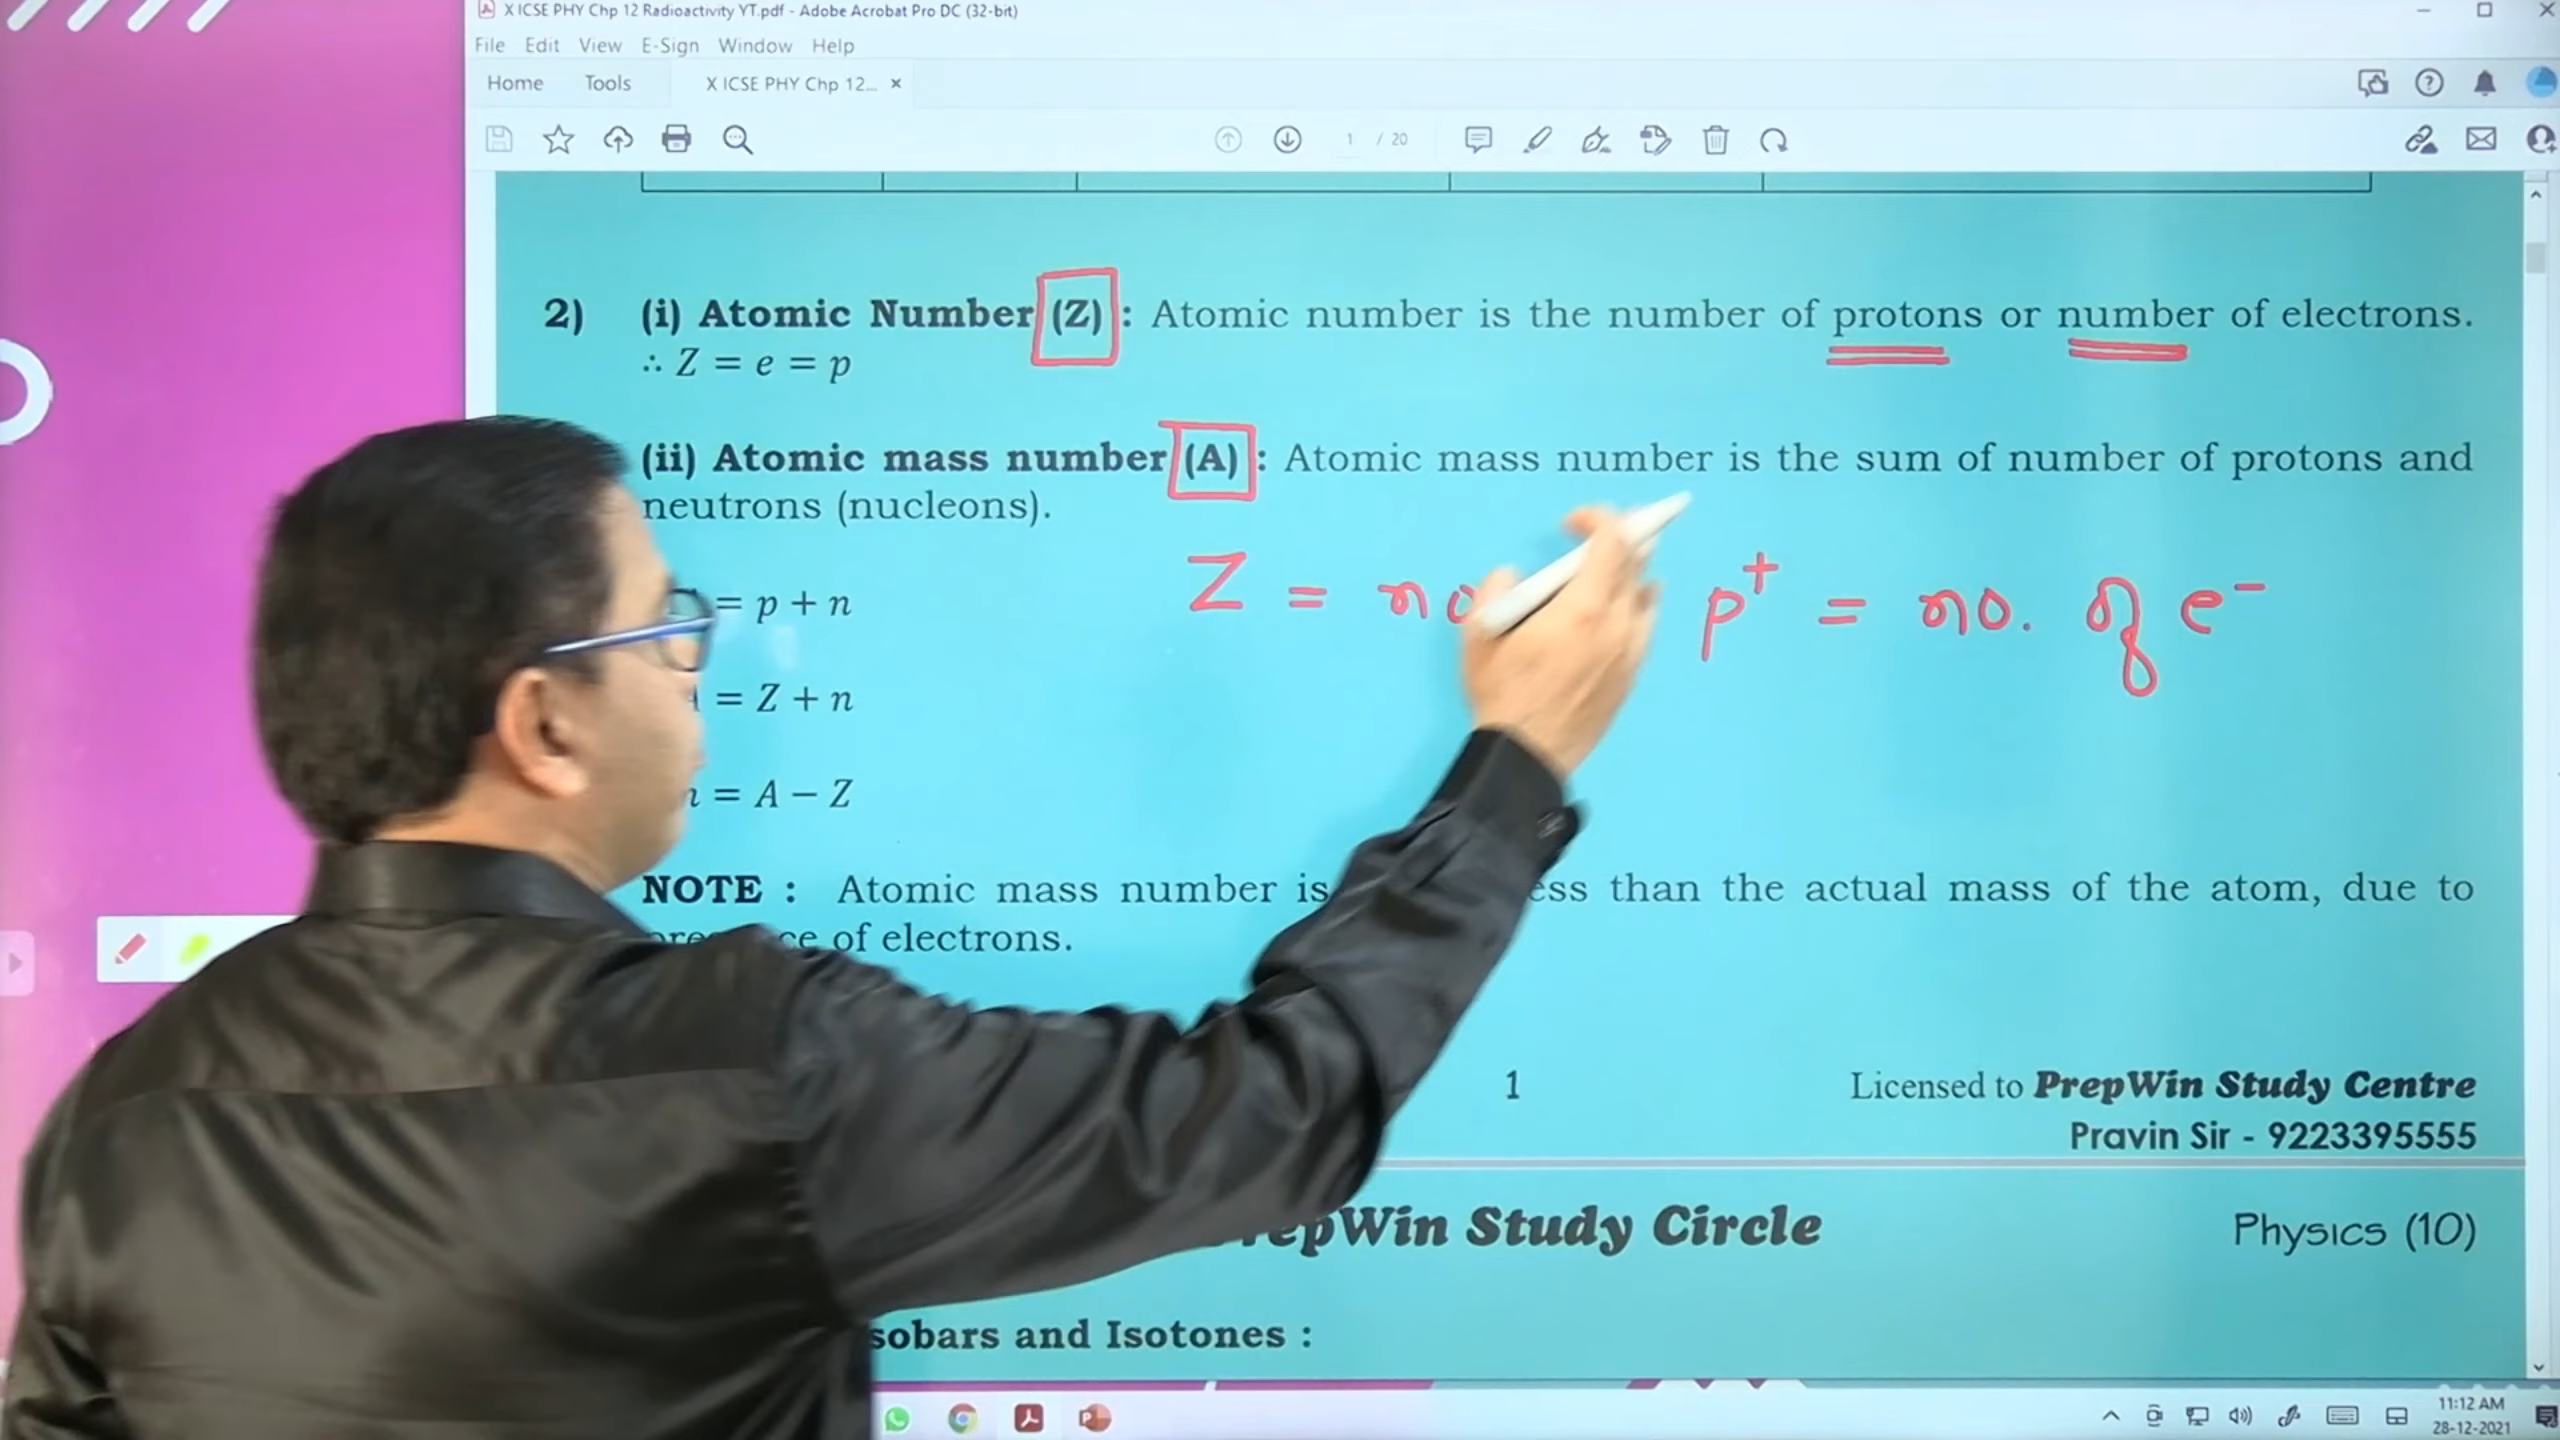 X ICSE PHY Chp 12 Radioactivity YT.pdf - Adobe Acrobat Pro DC (32-bit)
File Edit View E-Sign Window Help
Home Tools X ICSE PHY Chp 12...
1 / 20
2) (i) Atomic Number (Z) : Atomic number is the number of protons or number of electrons.
∴ Z = e = p
(ii) Atomic mass number (A) : Atomic mass number is the sum of number of protons and
neutrons (nucleons).
= p + n
Z = no p⁺ = no. of e⁻
= Z + n
= A − Z
NOTE : Atomic mass number is than the actual mass of the atom, due to
of electrons.
1
Licensed to PrepWin Study Centre
Pravin Sir - 9223395555
PrepWin Study Circle Physics (10)
and Isotones :
11:12 AM
28-12-2021